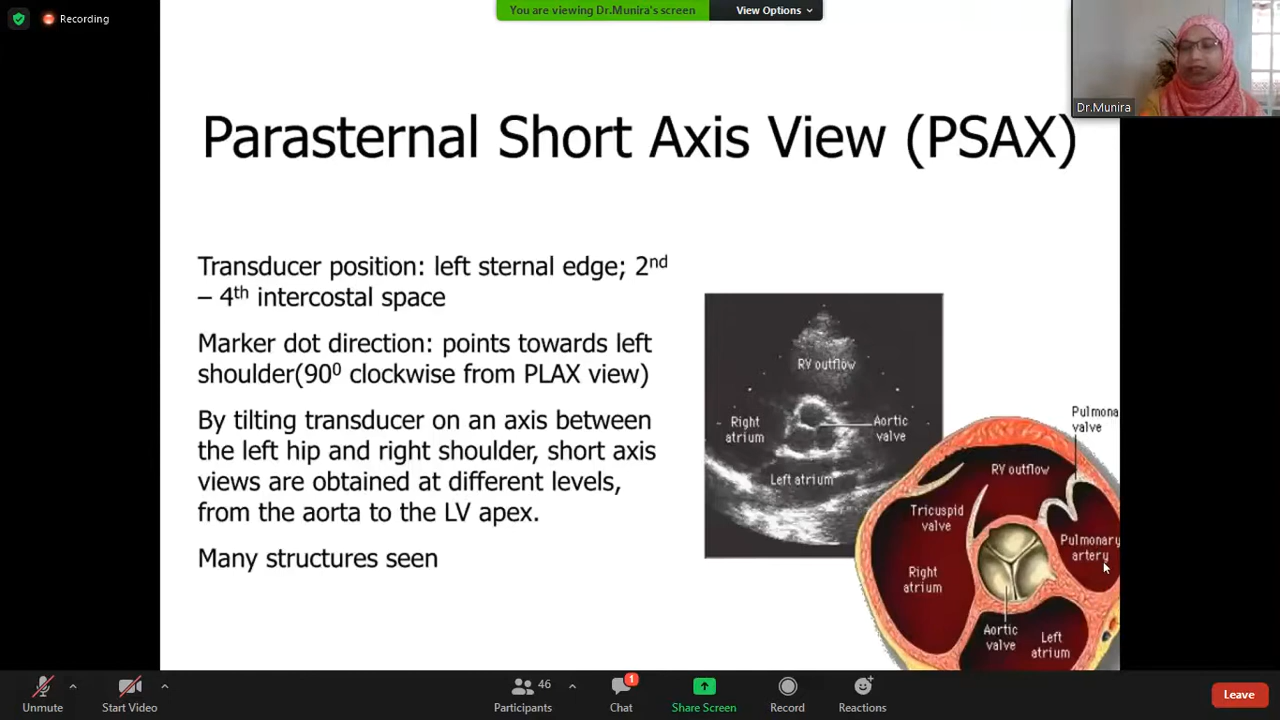 Recording
You are viewing Dr.Munira's screen
View Options
Dr.Munira
Parasternal Short Axis View (PSAX)
Transducer position: left sternal edge; 2nd
– 4th intercostal space
Marker dot direction: points towards left
shoulder(90⁰ clockwise from PLAX view)
By tilting transducer on an axis between
the left hip and right shoulder, short axis
views are obtained at different levels,
from the aorta to the LV apex.
Many structures seen
RV outflow
Right
atrium
Aortic
valve
Left atrium
Pulmona
valve
RV outflow
Tricuspid
valve
Pulmonary
artery
Right
atrium
Aortic
valve
Left
atrium
Unmute
Start Video
46
Participants
1
Chat
Share Screen
Record
Reactions
Leave